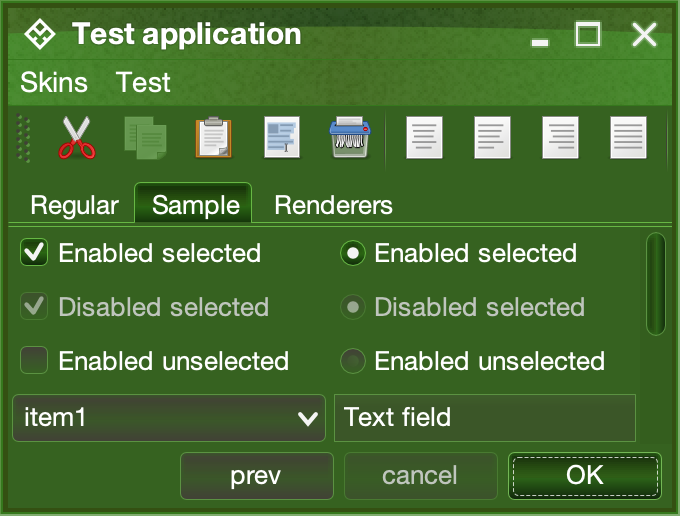 Test application
Skins Test
Regular Sample Renderers
Enabled selected Enabled selected
Disabled selected Disabled selected
Enabled unselected Enabled unselected
item1 Text field
prev cancel OK